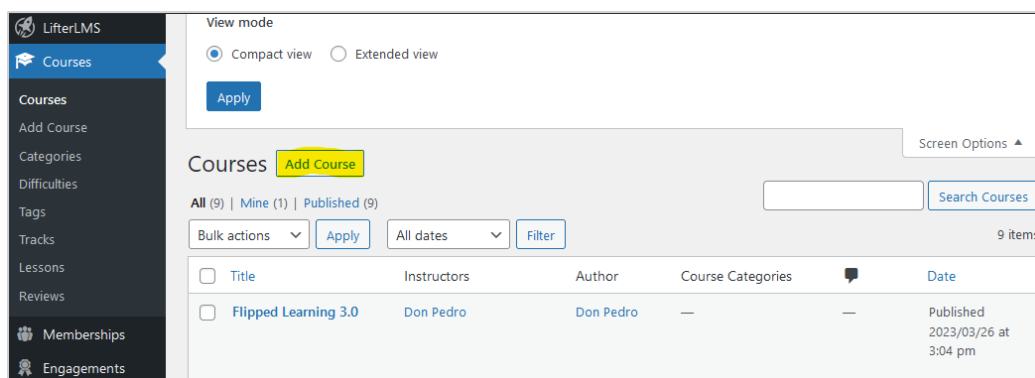 LifterLMS
Courses
Courses
Add Course
Categories
Difficulties
Tags
Tracks
Lessons
Reviews
Memberships
Engagements
View mode
Compact view Extended view
Apply
Screen Options ▲
Courses Add Course
All (9) | Mine (1) | Published (9)
Search Courses
Bulk actions Apply All dates Filter 9 items
Title Instructors Author Course Categories Date
Flipped Learning 3.0 Don Pedro Don Pedro — — Published
2023/03/26 at
3:04 pm